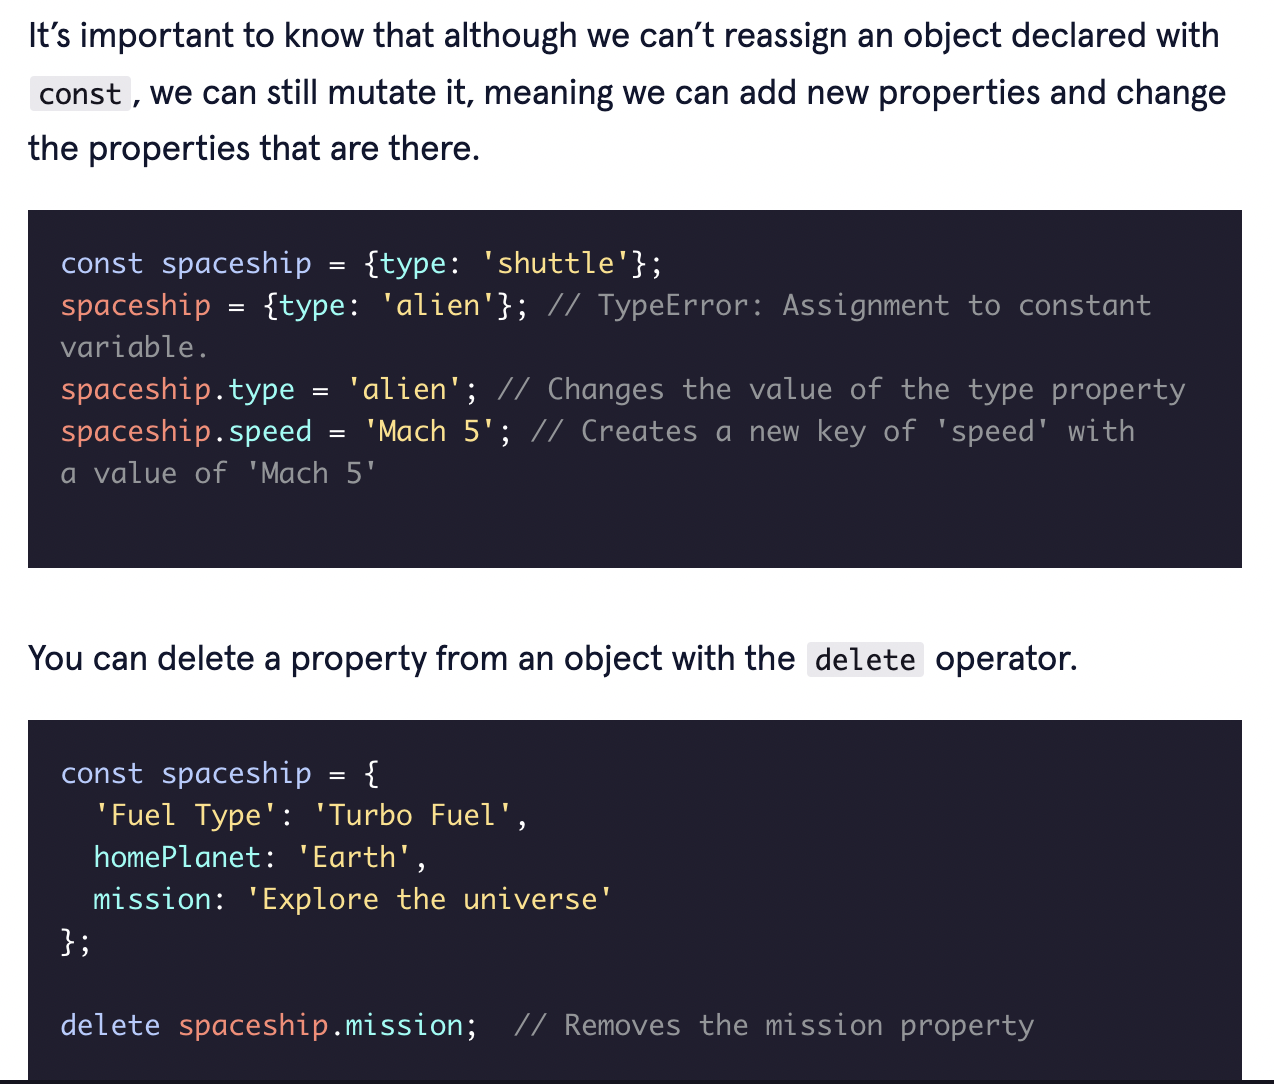 It’s important to know that although we can’t reassign an object declared with
const, we can still mutate it, meaning we can add new properties and change
the properties that are there.
const spaceship = {type: 'shuttle'};
spaceship = {type: 'alien'}; // TypeError: Assignment to constant
variable.
spaceship.type = 'alien'; // Changes the value of the type property
spaceship.speed = 'Mach 5'; // Creates a new key of 'speed' with
a value of 'Mach 5'
You can delete a property from an object with the delete operator.
const spaceship = {
  'Fuel Type': 'Turbo Fuel',
  homePlanet: 'Earth',
  mission: 'Explore the universe'
};
delete spaceship.mission;  // Removes the mission property